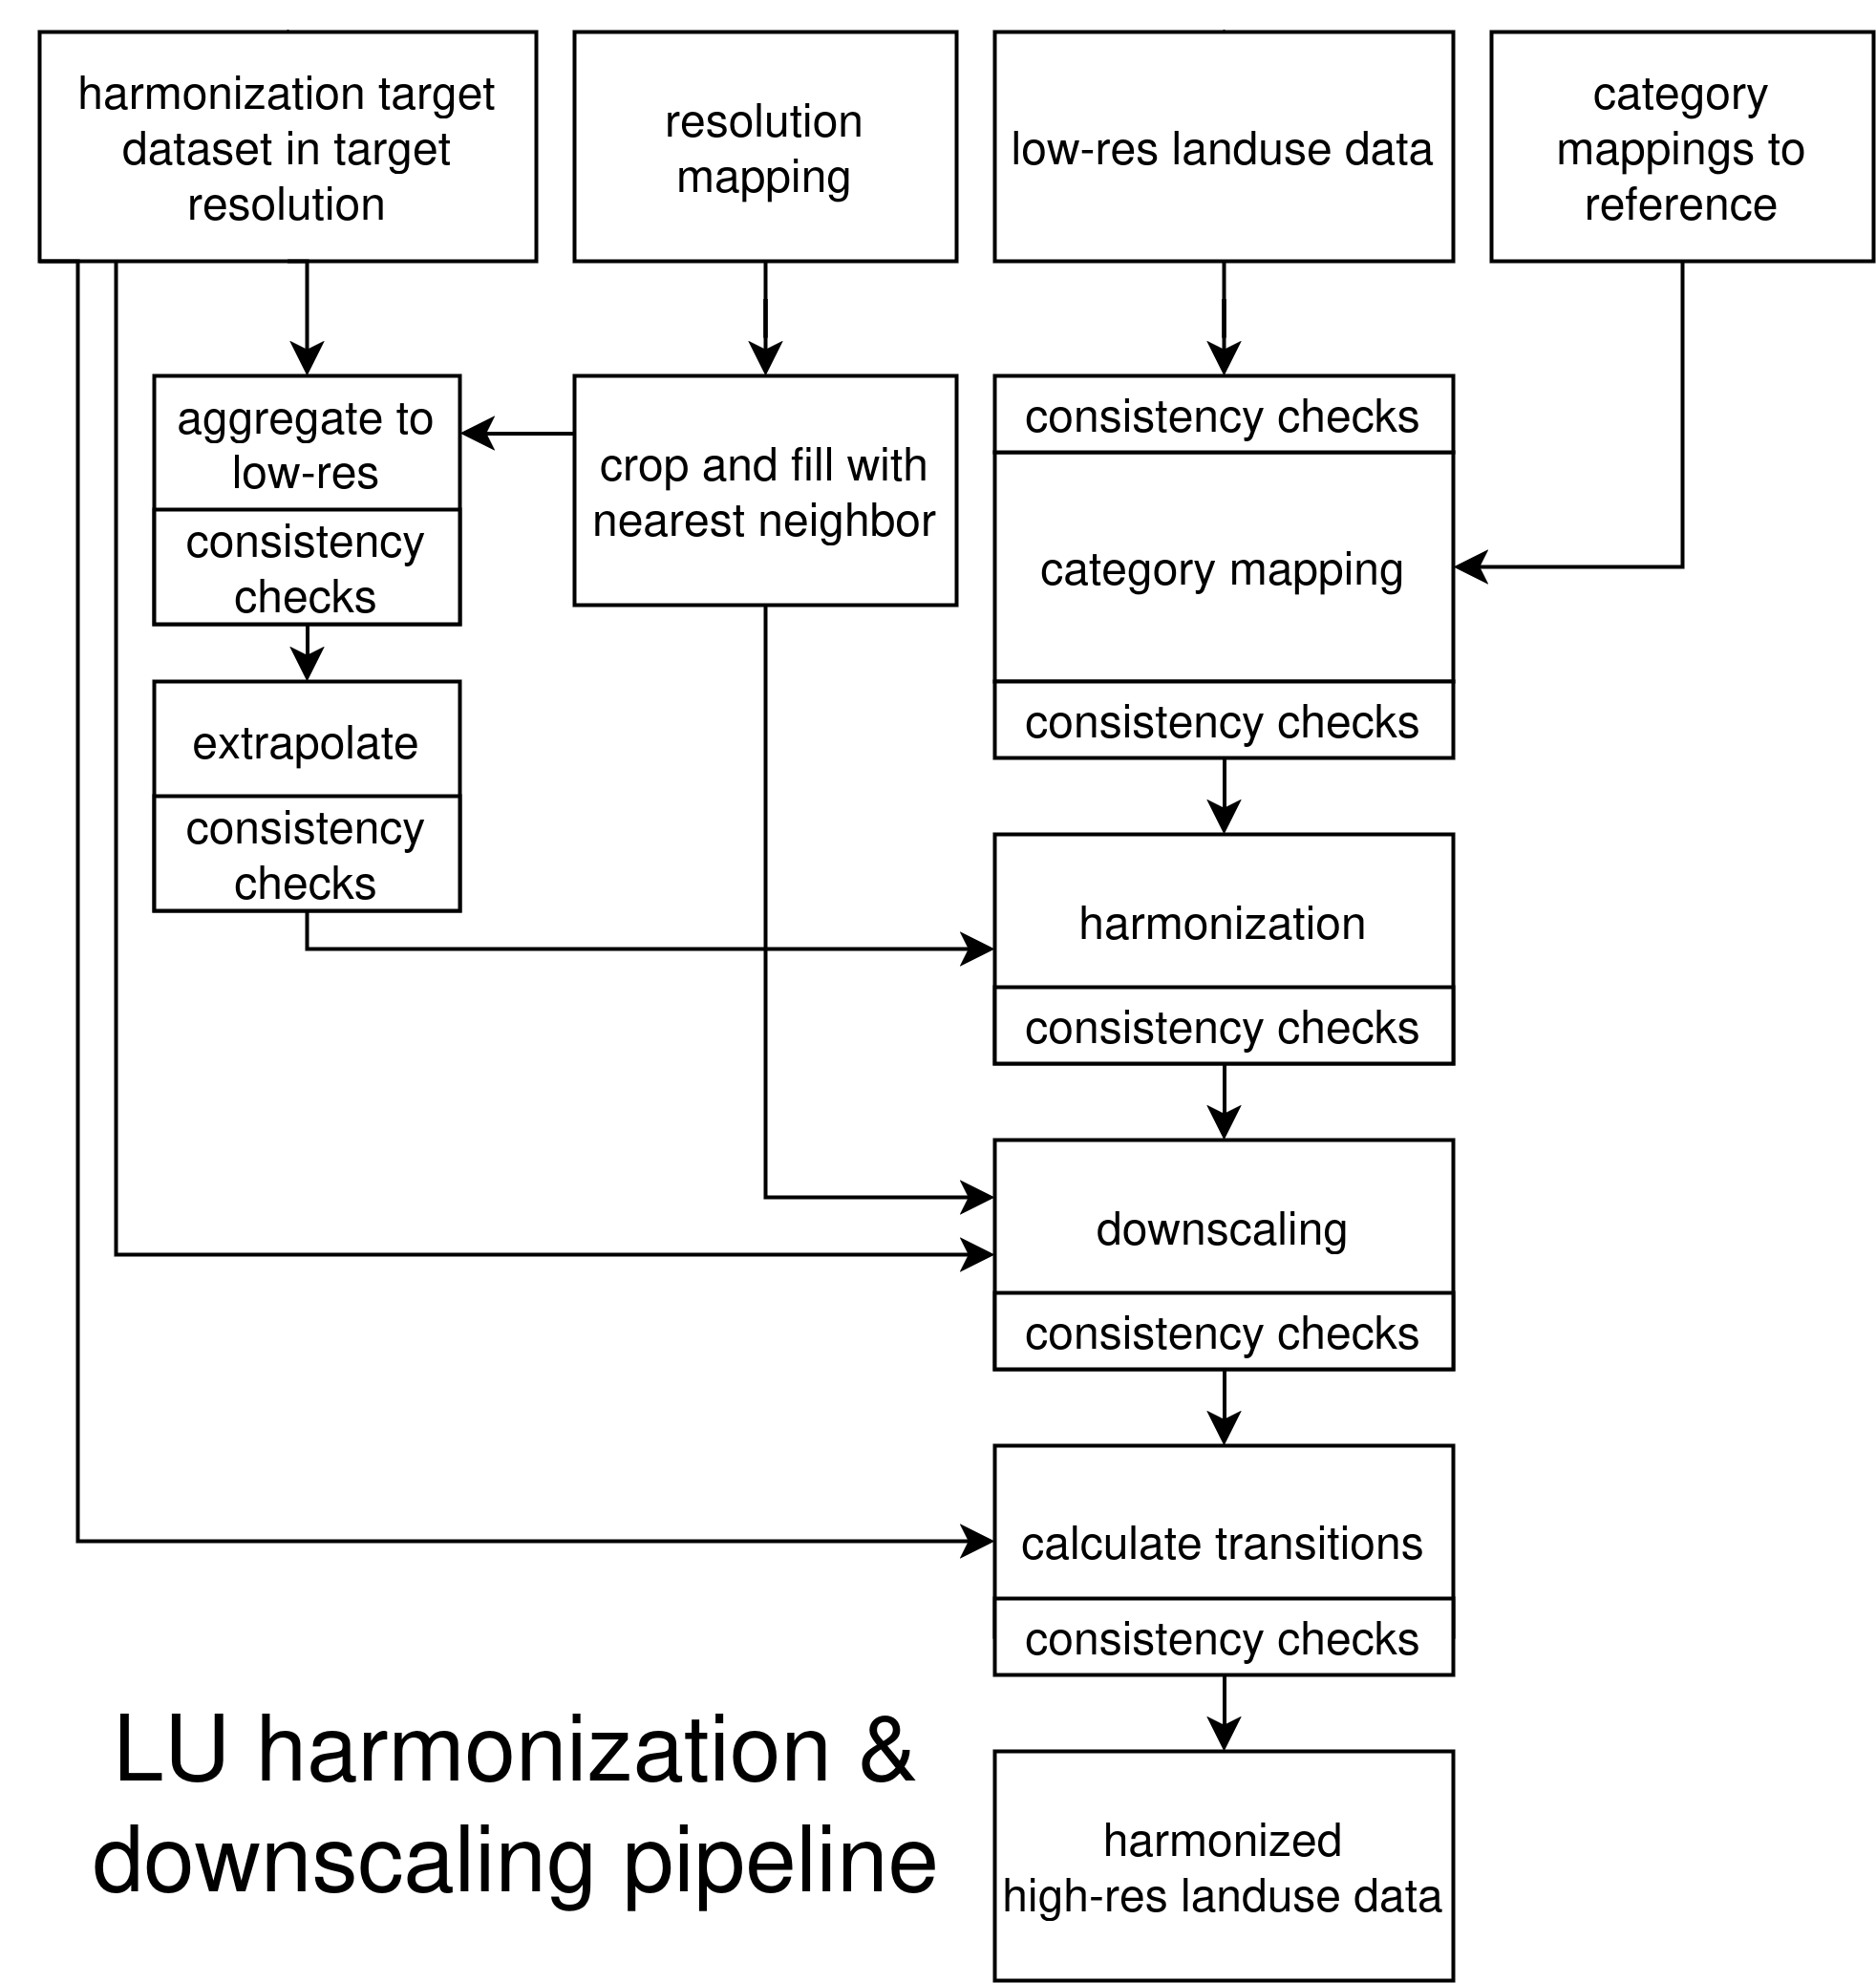 harmonization target
dataset in target
resolution
resolution
mapping
low-res landuse data
category
mappings to
reference
aggregate to
low-res
consistency
checks
crop and fill with
nearest neighbor
consistency checks
category mapping
consistency checks
extrapolate
consistency
checks
harmonization
consistency checks
downscaling
consistency checks
calculate transitions
consistency checks
LU harmonization &
downscaling pipeline
harmonized
high-res landuse data